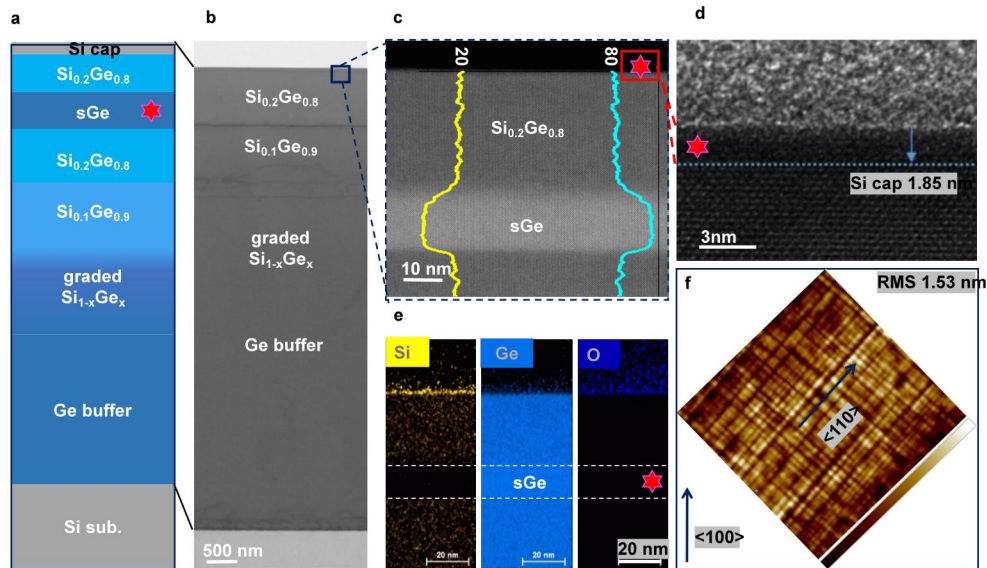 a
Si cap
Si0.2Ge0.8
sGe
Si0.2Ge0.8
Si0.1Ge0.9
graded
Si1-xGex
Ge buffer
Si sub.
b
Si0.2Ge0.8
Si0.1Ge0.9
graded
Si1-xGex
Ge buffer
500 nm
c
20
80
Si0.2Ge0.8
sGe
10 nm
d
Si cap 1.85 nm
3nm
e
Si
Ge
O
sGe
20 nm
20 nm
20 nm
f
RMS 1.53 nm
<110>
<100>